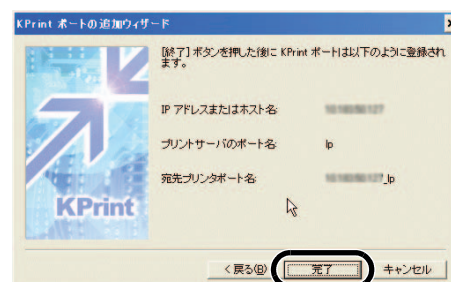 KPrint ポートの追加ウィザード
[終了] ボタンを押した後に KPrint ポートは以下のように登録され
ます。
IP アドレスまたはホスト名:
プリントサーバのポート名: lp
宛先プリンタポート名: _lp
KPrint
< 戻る(B) 完了 キャンセル